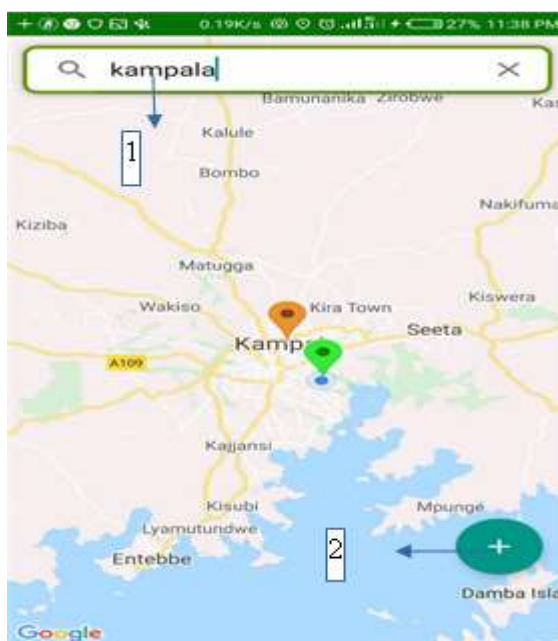 0.19K/s 27% 11:38 PM
kampala
Bamunanika Zirobwe
1
Kalule
Bombo
Nakifuma
Kiziba
Matugga
Wakiso
Kira Town
Kiswera
Kamp
Seeta
A109
Kajjansi
Kisubi
Mpunge
Lyamutundwe
2
Entebbe
Damba Isla
Google